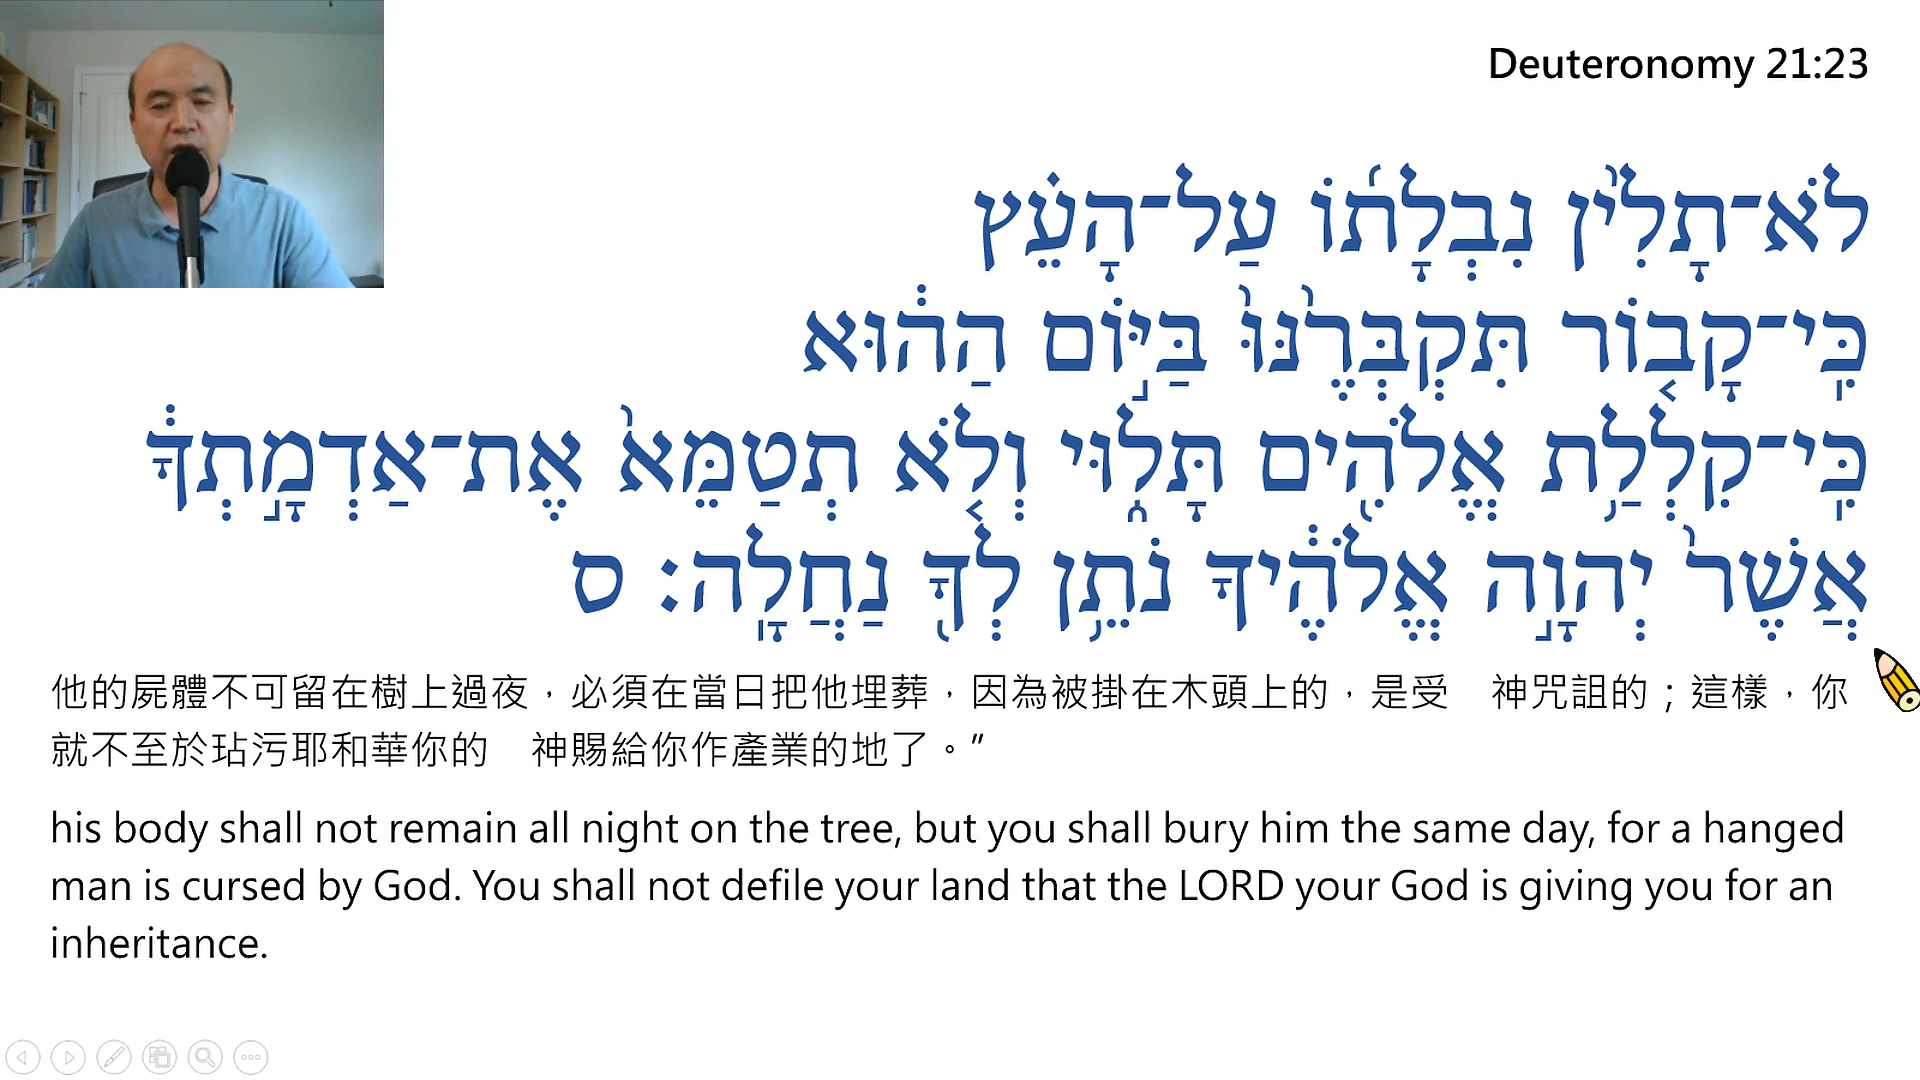 Deuteronomy 21:23
לֹא־תָלִ֨ין נִבְלָת֜וֹ עַל־הָעֵ֗ץ
כִּֽי־קָב֤וֹר תִּקְבְּרֶ֙נּוּ֙ בַּיּ֣וֹם הַה֔וּא
כִּֽי־קִלְלַ֥ת אֱלֹהִ֖ים תָּל֑וּי וְלֹ֤א תְטַמֵּא֙ אֶת־אַדְמָ֣תְךָ֔
אֲשֶׁר֙ יְהוָ֣ה אֱלֹהֶ֔יךָ נֹתֵ֥ן לְךָ֖ נַחֲלָֽה׃ ס
他的屍體不可留在樹上過夜，必須在當日把他埋葬，因為被掛在木頭上的，是受　神咒詛的；這樣，你
就不至於玷污耶和華你的　神賜給你作產業的地了。”
his body shall not remain all night on the tree, but you shall bury him the same day, for a hanged
man is cursed by God. You shall not defile your land that the LORD your God is giving you for an
inheritance.